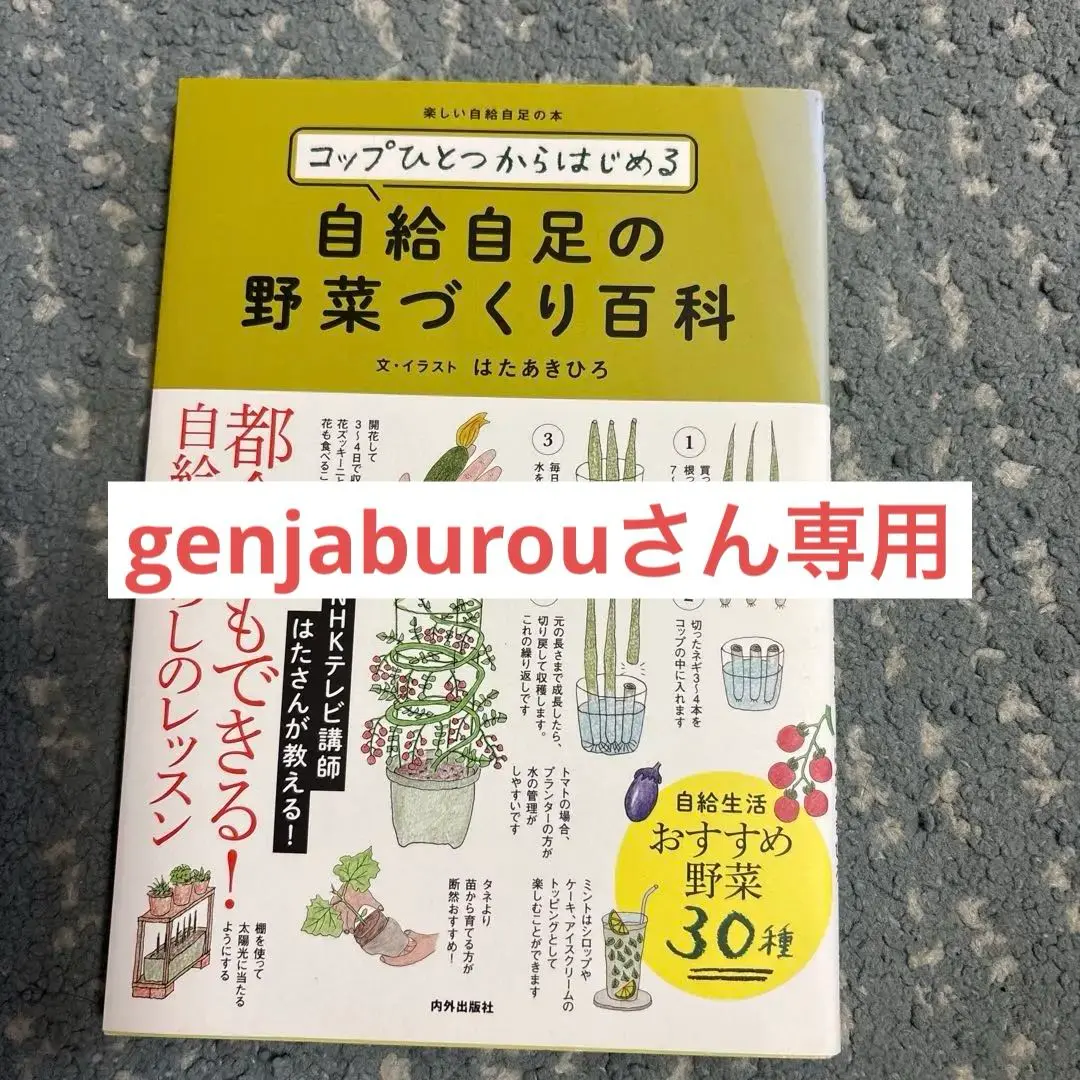 楽しい自給自足の本
コップひとつからはじめる
自給自足の
野菜づくり百科
文・イラスト はたあきひろ
開花して
3〜4日で収
花ズッキーニと
花も食べるこ
3
毎日
水を
1
買っ
根っ
7〜
genjaburouさん専用
都
もできる!
自給
しのレッスン
NHKテレビ講師
はたさんが教える!
元の長さまで成長したら、
切り戻して収穫します。
これの繰り返しです
切ったネギ3〜4本を
コップの中に入れます
トマトの場合、
プランターの方が
水の管理が
しやすいです
自給生活
おすすめ
野菜
30種
タネより
苗から育てる方が
断然おすすめ!
ミントはシロップや
ケーキ、アイスクリームの
トッピングとして
楽しむことができます
棚を使って
太陽光に当たる
ようにする
内外出版社